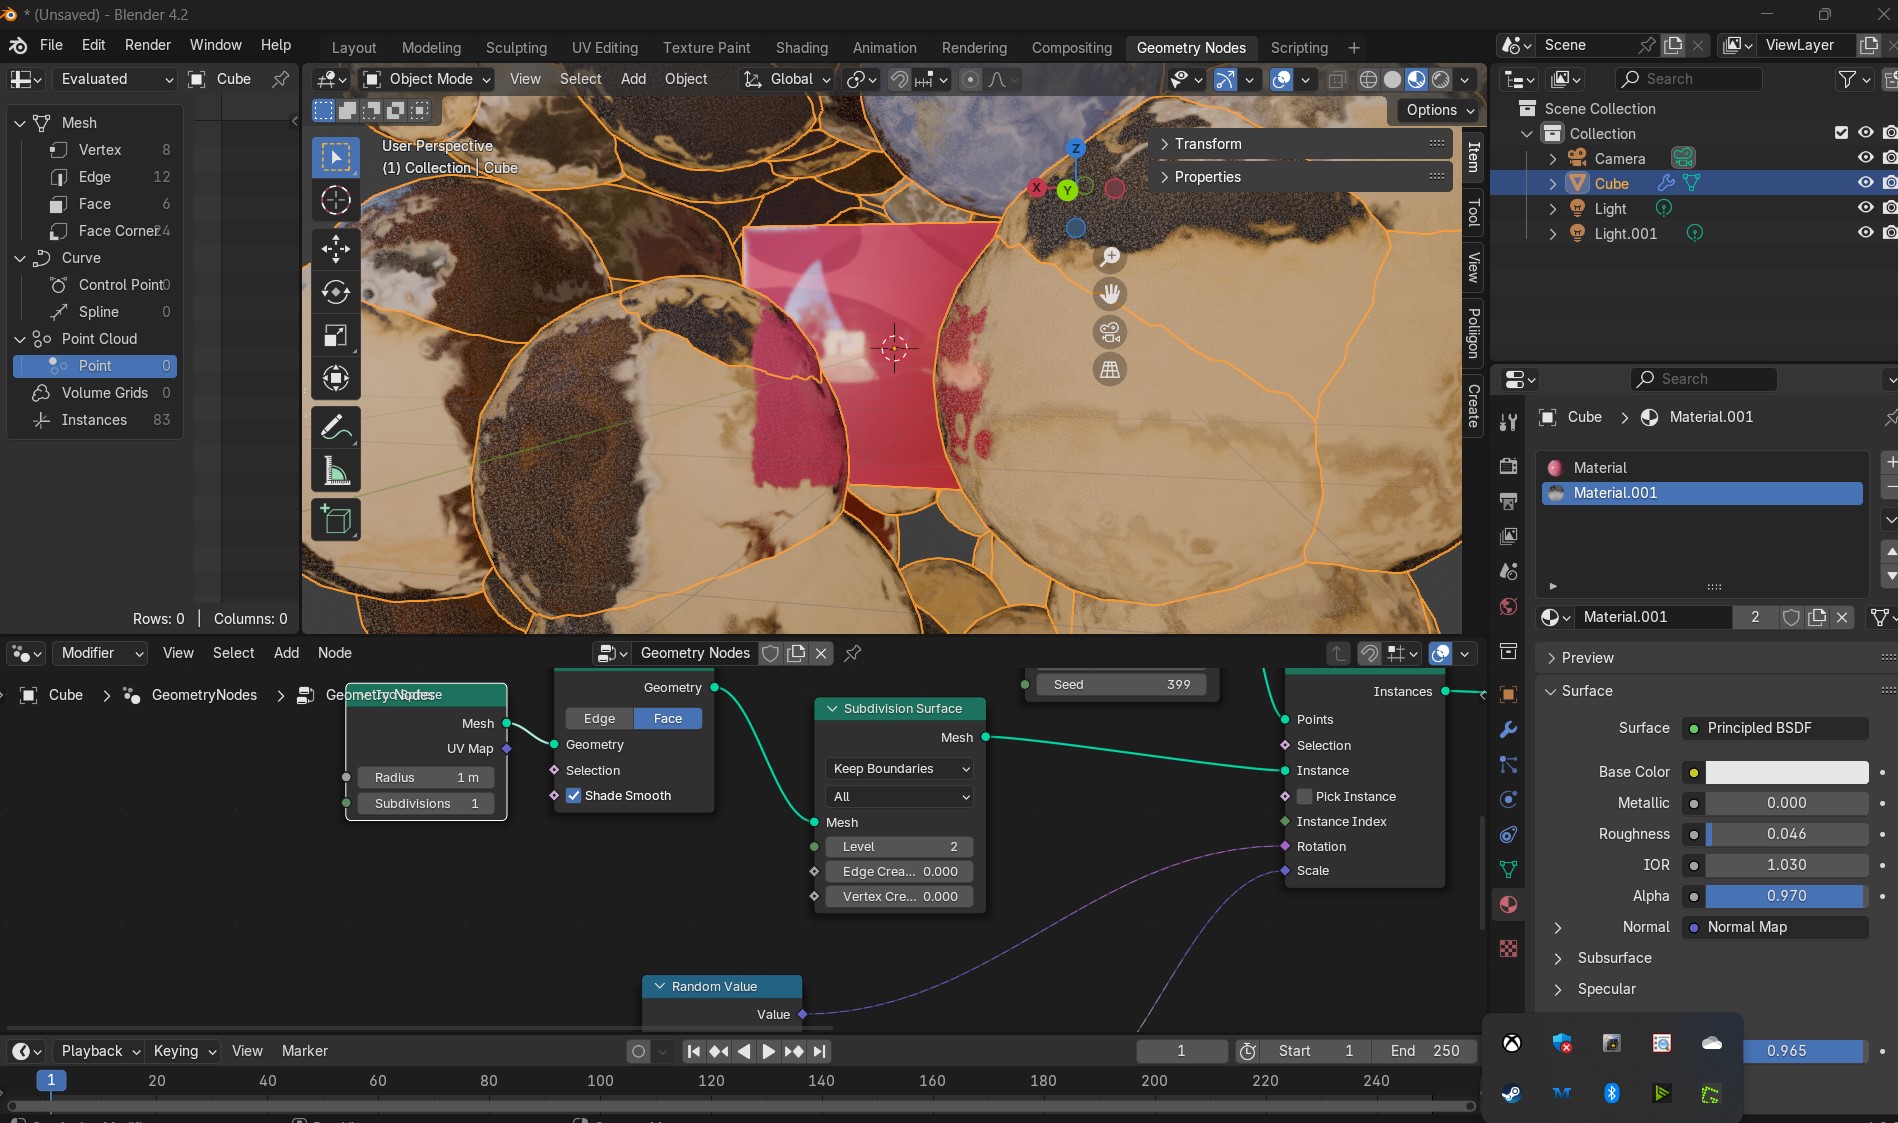 * (Unsaved) - Blender 4.2
File Edit Render Window Help
Layout Modeling Sculpting UV Editing Texture Paint Shading Animation Rendering Compositing Geometry Nodes Scripting +
Scene
ViewLayer
Evaluated
Cube
Mesh
Vertex 8
Edge 12
Face 6
Face Corner 24
Curve
Control Point 0
Spline 0
Point Cloud
Point 0
Volume Grids 0
Instances 83
Rows: 0 | Columns: 0
Object Mode View Select Add Object Global
Options
User Perspective
(1) Collection | Cube
Transform
Properties
Z
X
Y
Item
Tool
View
Poliigon
Create
Search
Scene Collection
Collection
Camera
Cube
Light
Light.001
Search
Cube > Material.001
Material
Material.001
Material.001 2
Preview
Surface
Surface Principled BSDF
Base Color
Metallic 0.000
Roughness 0.046
IOR 1.030
Alpha 0.970
Normal Normal Map
Subsurface
Specular
0.965
Modifier View Select Add Node
Geometry Nodes
Cube > GeometryNodes > Geometry Nodes
Ico Sphere
Mesh
UV Map
Radius 1 m
Subdivisions 1
Geometry
Edge Face
Geometry
Selection
Shade Smooth
Subdivision Surface
Mesh
Keep Boundaries
All
Mesh
Level 2
Edge Crea... 0.000
Vertex Cre... 0.000
Seed 399
Instances
Points
Selection
Instance
Pick Instance
Instance Index
Rotation
Scale
Random Value
Value
Playback Keying View Marker
1
Start 1
End 250
1 20 40 60 80 100 120 140 160 180 200 220 240